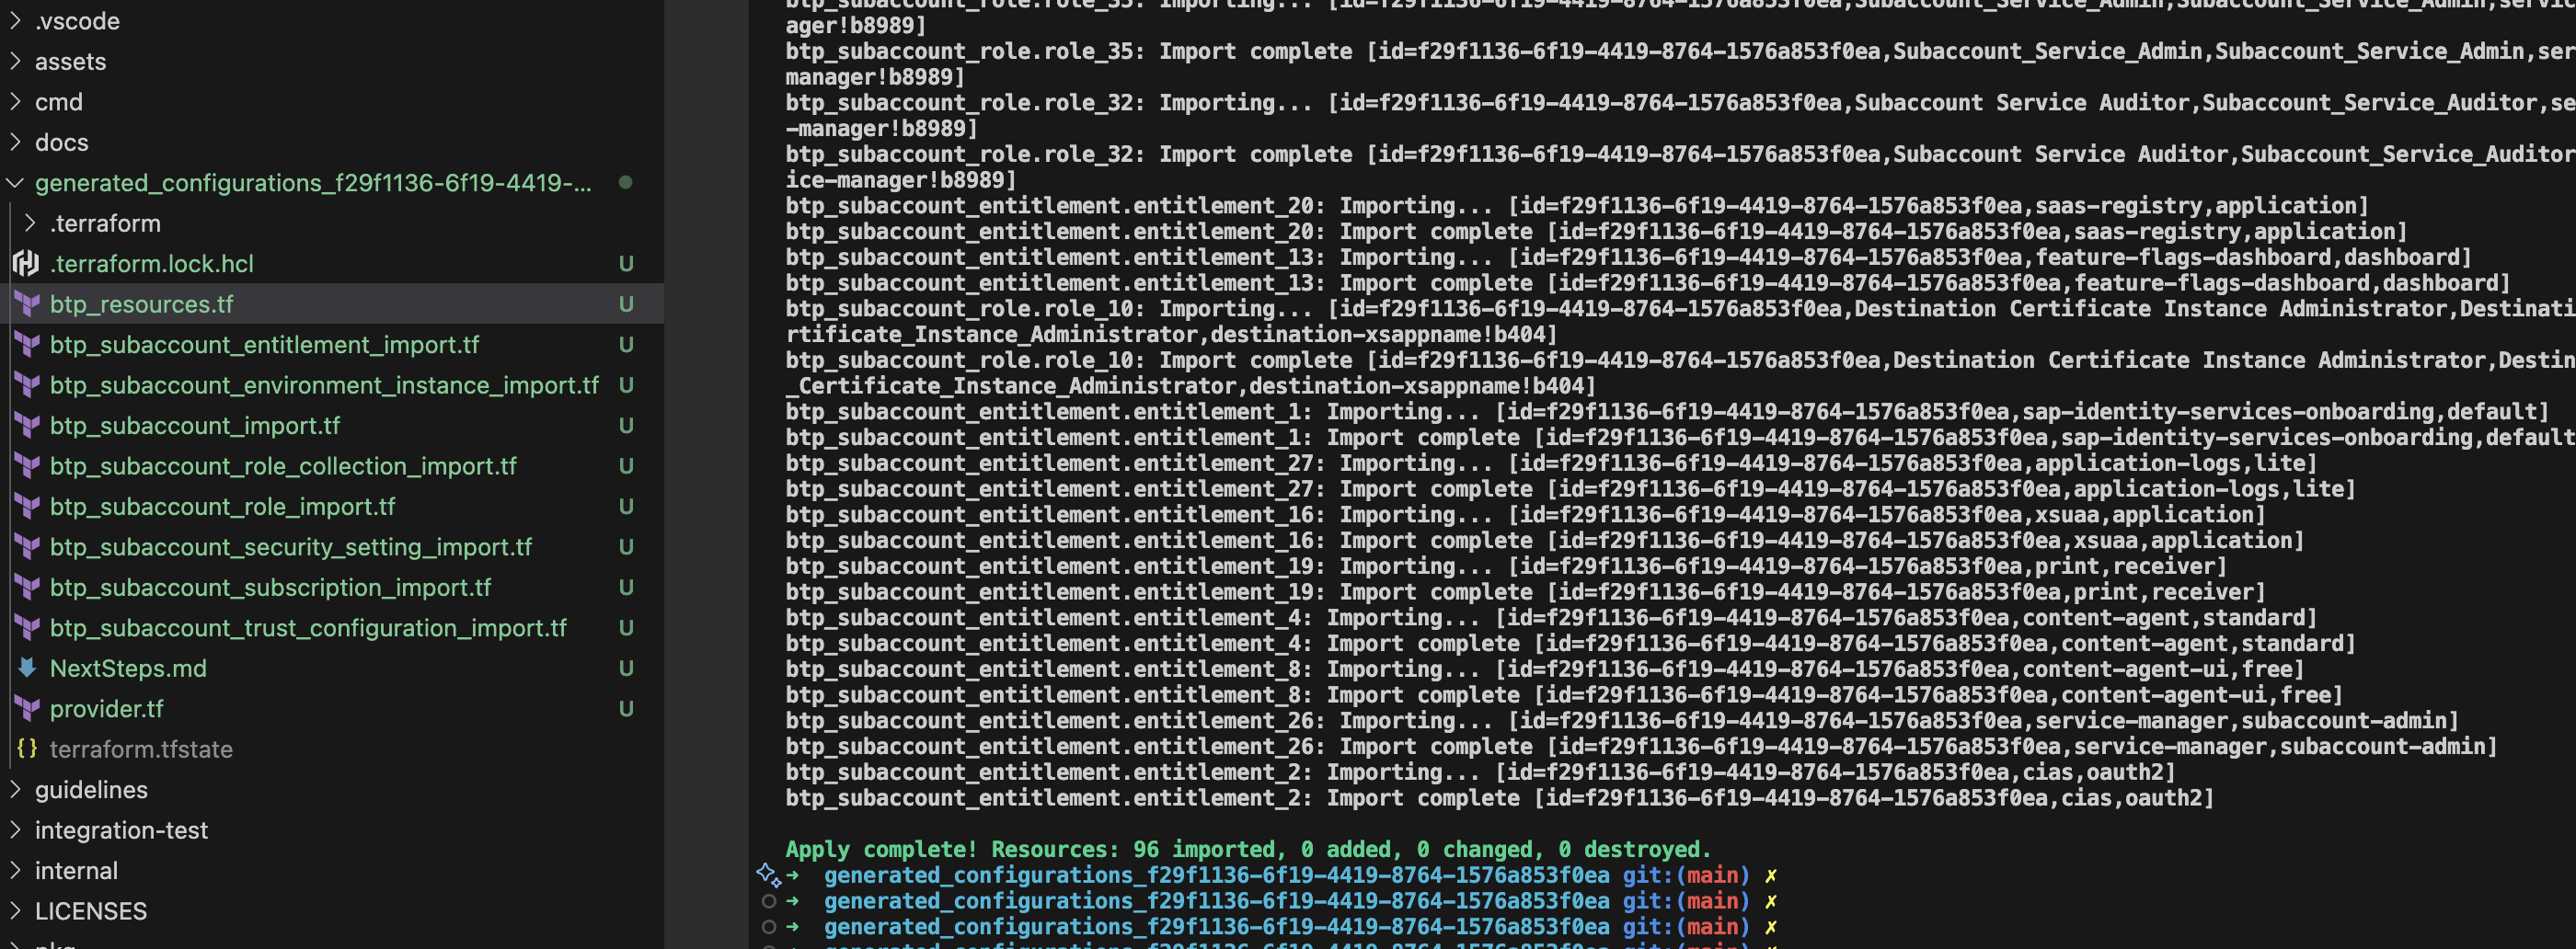 .vscode
assets
cmd
docs
generated_configurations_f29f1136-6f19-4419-...
.terraform
.terraform.lock.hcl U
btp_resources.tf U
btp_subaccount_entitlement_import.tf U
btp_subaccount_environment_instance_import.tf U
btp_subaccount_import.tf U
btp_subaccount_role_collection_import.tf U
btp_subaccount_role_import.tf U
btp_subaccount_security_setting_import.tf U
btp_subaccount_subscription_import.tf U
btp_subaccount_trust_configuration_import.tf U
NextSteps.md U
provider.tf U
{} terraform.tfstate
guidelines
integration-test
internal
LICENSES
pkg
btp_subaccount_role.role_35: Importing... [id=f29f1136-6f19-4419-8764-1576a853f0ea,Subaccount_Service_Admin,Subaccount_Service_Admin,servic
ager!b8989]
btp_subaccount_role.role_35: Import complete [id=f29f1136-6f19-4419-8764-1576a853f0ea,Subaccount_Service_Admin,Subaccount_Service_Admin,ser
manager!b8989]
btp_subaccount_role.role_32: Importing... [id=f29f1136-6f19-4419-8764-1576a853f0ea,Subaccount Service Auditor,Subaccount_Service_Auditor,se
-manager!b8989]
btp_subaccount_role.role_32: Import complete [id=f29f1136-6f19-4419-8764-1576a853f0ea,Subaccount Service Auditor,Subaccount_Service_Auditor
ice-manager!b8989]
btp_subaccount_entitlement.entitlement_20: Importing... [id=f29f1136-6f19-4419-8764-1576a853f0ea,saas-registry,application]
btp_subaccount_entitlement.entitlement_20: Import complete [id=f29f1136-6f19-4419-8764-1576a853f0ea,saas-registry,application]
btp_subaccount_entitlement.entitlement_13: Importing... [id=f29f1136-6f19-4419-8764-1576a853f0ea,feature-flags-dashboard,dashboard]
btp_subaccount_entitlement.entitlement_13: Import complete [id=f29f1136-6f19-4419-8764-1576a853f0ea,feature-flags-dashboard,dashboard]
btp_subaccount_role.role_10: Importing... [id=f29f1136-6f19-4419-8764-1576a853f0ea,Destination Certificate Instance Administrator,Destinati
rtificate_Instance_Administrator,destination-xsappname!b404]
btp_subaccount_role.role_10: Import complete [id=f29f1136-6f19-4419-8764-1576a853f0ea,Destination Certificate Instance Administrator,Destin
_Certificate_Instance_Administrator,destination-xsappname!b404]
btp_subaccount_entitlement.entitlement_1: Importing... [id=f29f1136-6f19-4419-8764-1576a853f0ea,sap-identity-services-onboarding,default]
btp_subaccount_entitlement.entitlement_1: Import complete [id=f29f1136-6f19-4419-8764-1576a853f0ea,sap-identity-services-onboarding,default
btp_subaccount_entitlement.entitlement_27: Importing... [id=f29f1136-6f19-4419-8764-1576a853f0ea,application-logs,lite]
btp_subaccount_entitlement.entitlement_27: Import complete [id=f29f1136-6f19-4419-8764-1576a853f0ea,application-logs,lite]
btp_subaccount_entitlement.entitlement_16: Importing... [id=f29f1136-6f19-4419-8764-1576a853f0ea,xsuaa,application]
btp_subaccount_entitlement.entitlement_16: Import complete [id=f29f1136-6f19-4419-8764-1576a853f0ea,xsuaa,application]
btp_subaccount_entitlement.entitlement_19: Importing... [id=f29f1136-6f19-4419-8764-1576a853f0ea,print,receiver]
btp_subaccount_entitlement.entitlement_19: Import complete [id=f29f1136-6f19-4419-8764-1576a853f0ea,print,receiver]
btp_subaccount_entitlement.entitlement_4: Importing... [id=f29f1136-6f19-4419-8764-1576a853f0ea,content-agent,standard]
btp_subaccount_entitlement.entitlement_4: Import complete [id=f29f1136-6f19-4419-8764-1576a853f0ea,content-agent,standard]
btp_subaccount_entitlement.entitlement_8: Importing... [id=f29f1136-6f19-4419-8764-1576a853f0ea,content-agent-ui,free]
btp_subaccount_entitlement.entitlement_8: Import complete [id=f29f1136-6f19-4419-8764-1576a853f0ea,content-agent-ui,free]
btp_subaccount_entitlement.entitlement_26: Importing... [id=f29f1136-6f19-4419-8764-1576a853f0ea,service-manager,subaccount-admin]
btp_subaccount_entitlement.entitlement_26: Import complete [id=f29f1136-6f19-4419-8764-1576a853f0ea,service-manager,subaccount-admin]
btp_subaccount_entitlement.entitlement_2: Importing... [id=f29f1136-6f19-4419-8764-1576a853f0ea,cias,oauth2]
btp_subaccount_entitlement.entitlement_2: Import complete [id=f29f1136-6f19-4419-8764-1576a853f0ea,cias,oauth2]
Apply complete! Resources: 96 imported, 0 added, 0 changed, 0 destroyed.
➜ generated_configurations_f29f1136-6f19-4419-8764-1576a853f0ea git:(main) ✗
➜ generated_configurations_f29f1136-6f19-4419-8764-1576a853f0ea git:(main) ✗
➜ generated_configurations_f29f1136-6f19-4419-8764-1576a853f0ea git:(main) ✗